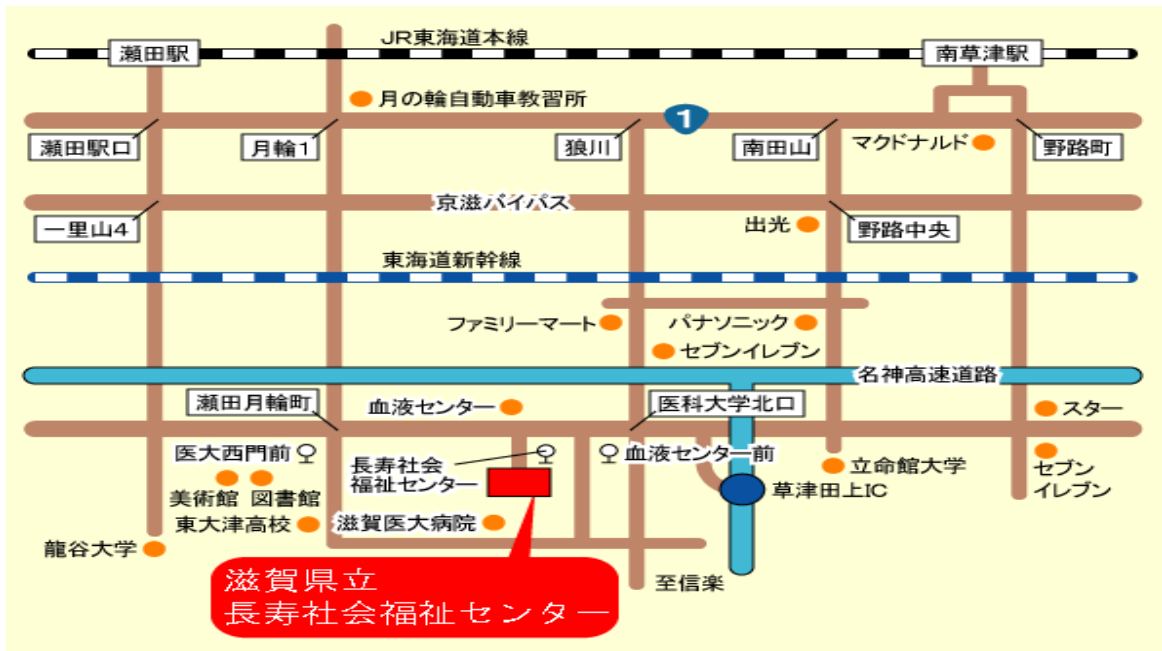 JR東海道本線
瀬田駅
南草津駅
月の輪自動車教習所
1
瀬田駅口
月輪1
狼川
南田山
マクドナルド
野路町
京滋バイパス
一里山4
出光
野路中央
東海道新幹線
ファミリーマート
パナソニック
セブンイレブン
名神高速道路
瀬田月輪町
血液センター
医科大学北口
スター
医大西門前
長寿社会
福祉センター
血液センター前
立命館大学
セブン
イレブン
美術館
図書館
草津田上IC
東大津高校
滋賀医大病院
龍谷大学
至信楽
滋賀県立
長寿社会福祉センター